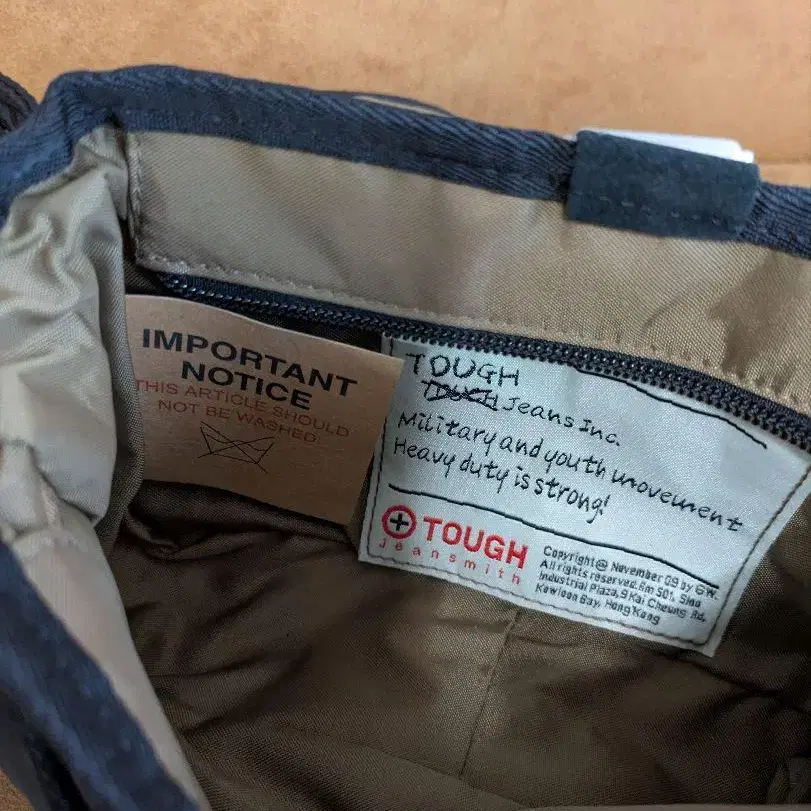 IMPORTANT
NOTICE
THIS ARTICLE SHOULD
NOT BE WASHED
TOUGH
TOUGH Jeans Inc.
Military and youth movement
Heavy duty is strong!
TOUGH
Jeansmith
Copyright@ November 09 by G.W.
All rights reserved.Rm 501, Sino
Industrial Plaza,9 Kai Cheung Rd,
Kowloon Bay, Hong Kong